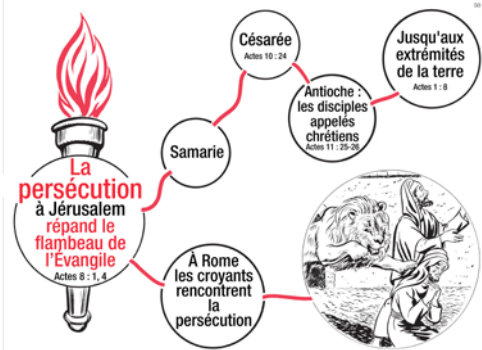 50
La
persécution
à Jérusalem
répand le
flambeau de
l'Évangile
Actes 8 : 1, 4
Samarie
Césarée
Actes 10 : 24
Antioche :
les disciples
appelés
chrétiens
Actes 11 : 25-26
Jusqu'aux
extrémités
de la terre
Actes 1 : 8
À Rome
les croyants
rencontrent
la
persécution